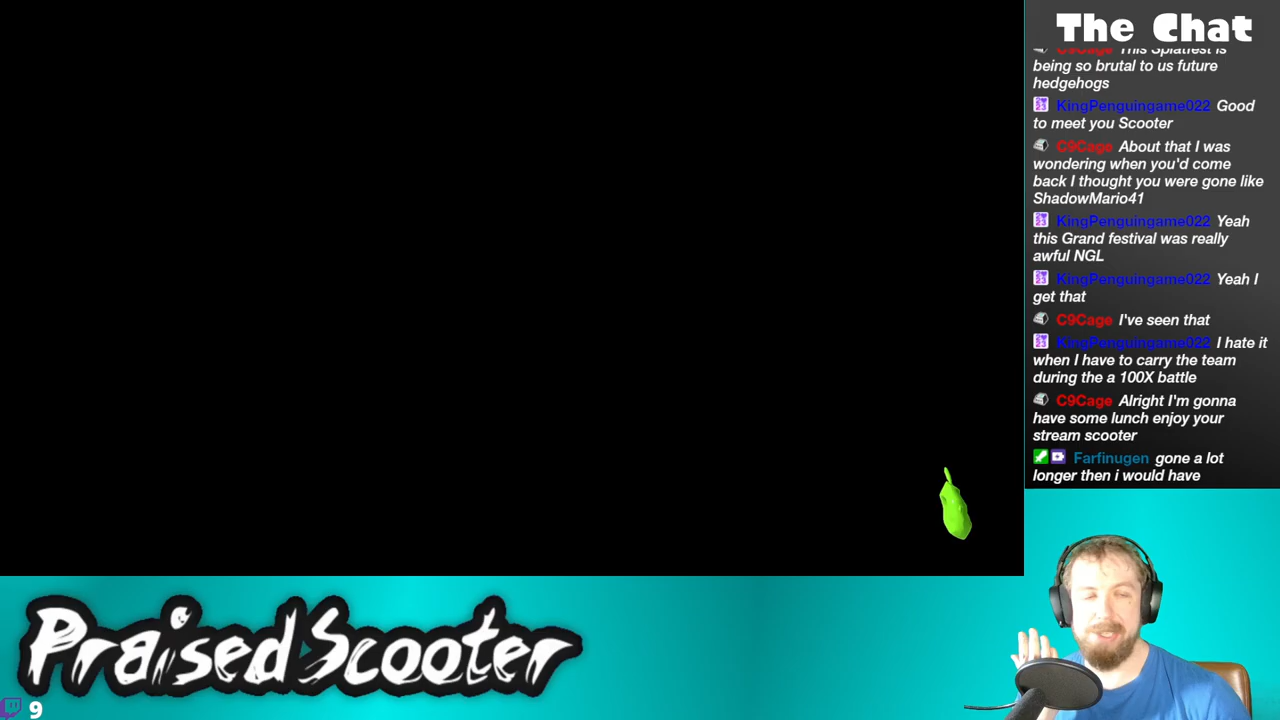 The Chat
C9Cage This Splatfest is
being so brutal to us future
hedgehogs
KingPenguingame022 Good
to meet you Scooter
C9Cage About that I was
wondering when you'd come
back I thought you were gone like
ShadowMario41
KingPenguingame022 Yeah
this Grand festival was really
awful NGL
KingPenguingame022 Yeah I
get that
C9Cage I've seen that
KingPenguingame022 I hate it
when I have to carry the team
during the a 100X battle
C9Cage Alright I'm gonna
have some lunch enjoy your
stream scooter
Farfinugen gone a lot
longer then i would have
PraisedScooter
9